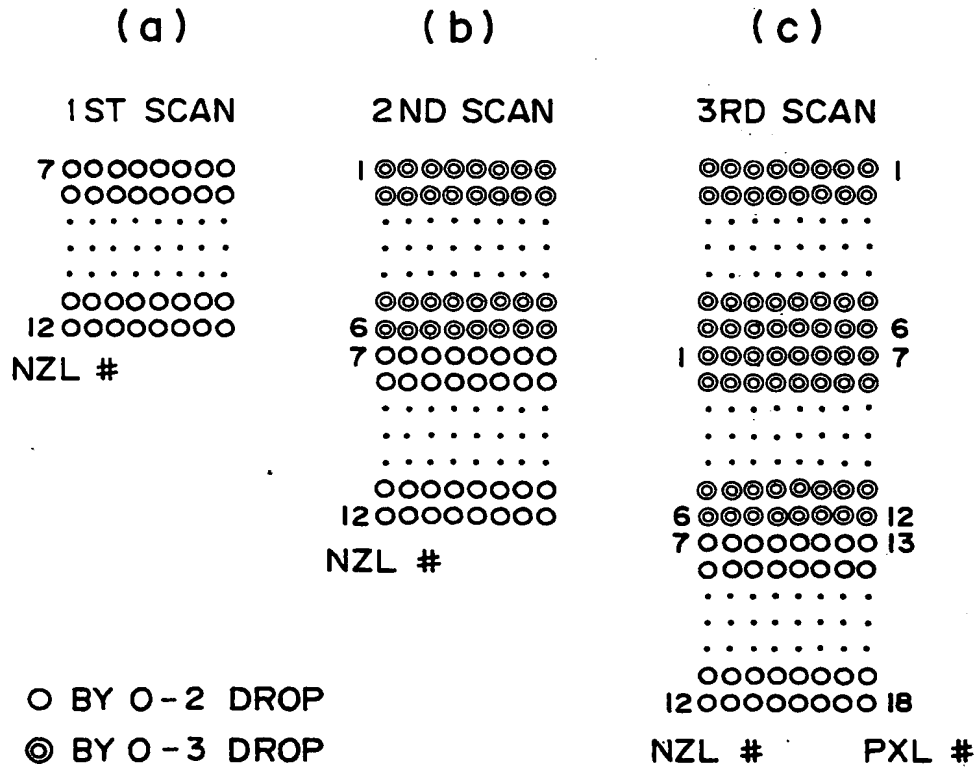 (a)
(b)
(c)
1ST SCAN
2ND SCAN
3RD SCAN
7
12
NZL #
1
6
7
12
NZL #
1
6
7
12
NZL #
1
6
7
12
13
18
PXL #
BY 0-2 DROP
BY 0-3 DROP